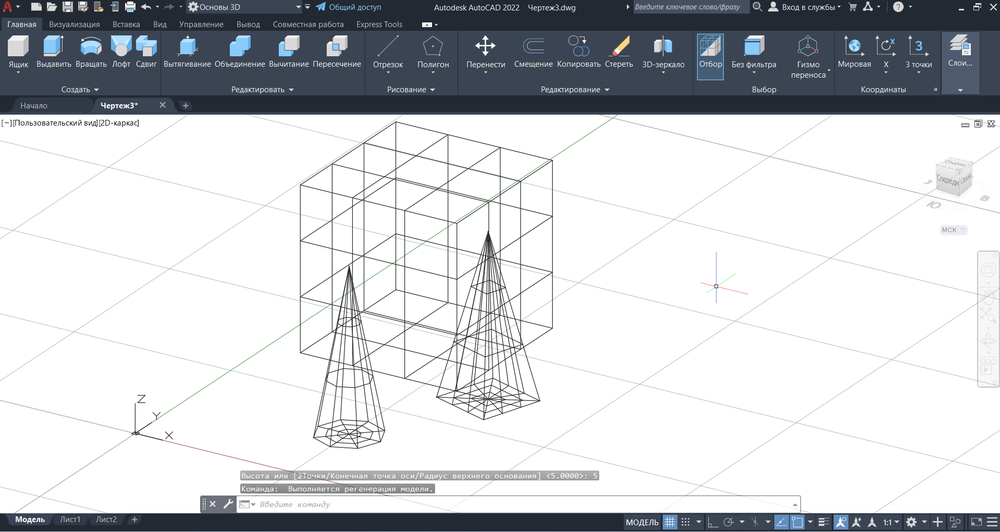 Основы 3D
Общий доступ
Autodesk AutoCAD 2022 Чертеж3.dwg
Введите ключевое слово/фразу
Вход в службы
Главная Визуализация Вставка Вид Управление Вывод Совместная работа Express Tools
Ящик Выдавить Вращать Лофт Сдвиг Вытягивание Объединение Вычитание Пересечение Отрезок Полигон Перенести Смещение Копировать Стереть 3D-зеркало Отбор Без фильтра Гизмо переноса Мировая X 3 точки Слои...
Создать Редактировать Рисование Редактирование Выбор Координаты
Начало Чертеж3*
[−][Пользовательский вид][2D-каркас]
Сверху
Спереди Справа
Ю В
МСК
Z
Y
X
Высота или [2Точки/Конечная точка оси/Радиус верхнего основания] <5.0000>: 5
Команда: Выполняется регенерация модели.
Введите команду
Модель Лист1 Лист2 +
МОДЕЛЬ 1:1